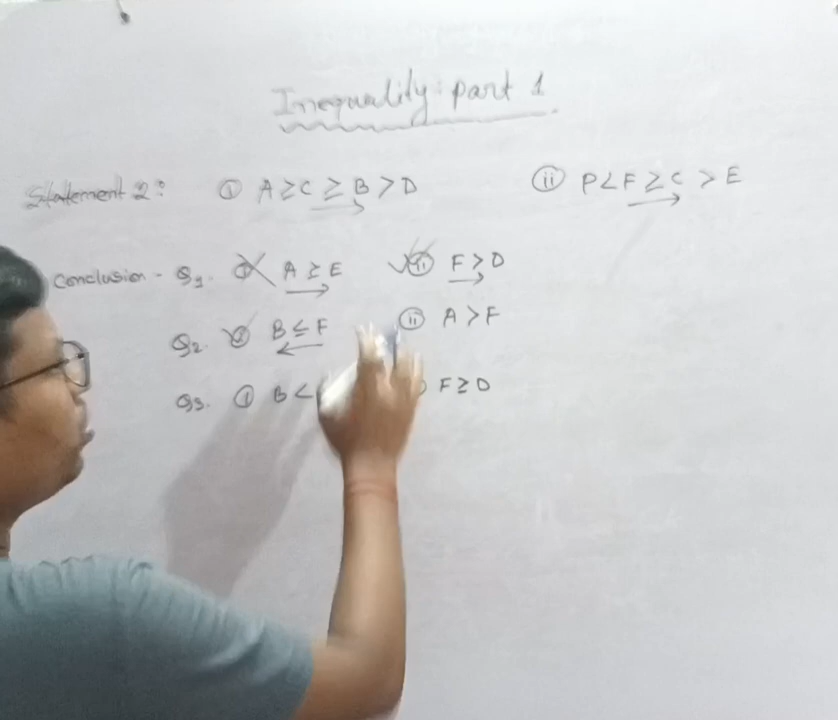 Inequality: part 1
Statement 2: (i) A ≥ C ≥ B > D (ii) P < F ≥ C > E
Conclusion - Q1. A ≥ E (ii) F > D
Q2. B ≤ F (ii) A > F
Q3. (i) B < F ≥ D